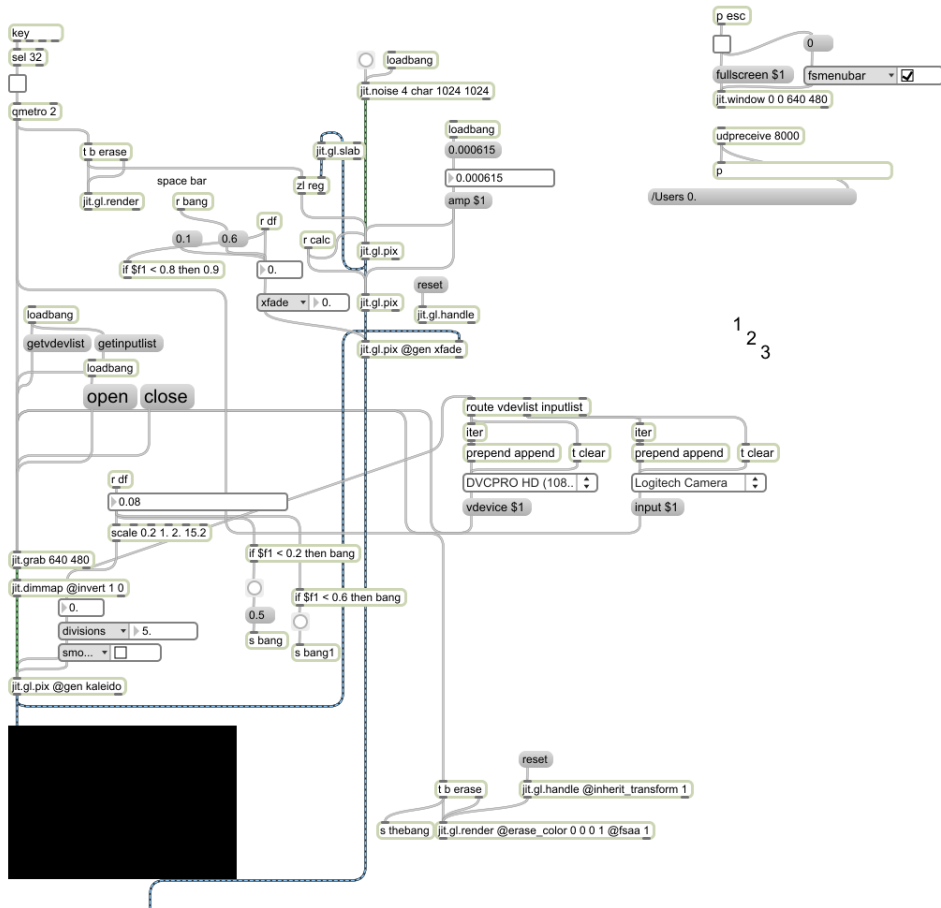 key
sel 32
qmetro 2
t b erase
jit.gl.render
space bar
r bang
0.1
0.6
r df
if $f1 < 0.8 then 0.9
0.
xfade
0.
loadbang
jit.noise 4 char 1024 1024
jit.gl.slab
zl reg
loadbang
0.000615
0.000615
amp $1
r calc
jit.gl.pix
jit.gl.pix
reset
jit.gl.handle
jit.gl.pix @gen xfade
p esc
0
fullscreen $1
fsmenubar
jit.window 0 0 640 480
udpreceive 8000
p
/Users 0.
1
2
3
loadbang
getvdevlist
getinputlist
loadbang
open
close
route vdevlist inputlist
iter
prepend append
t clear
DVCPRO HD (108..
vdevice $1
iter
prepend append
t clear
Logitech Camera
input $1
r df
0.08
scale 0.2 1. 2. 15.2
jit.grab 640 480
jit.dimmap @invert 1 0
0.
divisions
5.
smo...
jit.gl.pix @gen kaleido
if $f1 < 0.2 then bang
0.5
s bang
if $f1 < 0.6 then bang
s bang1
reset
t b erase
jit.gl.handle @inherit_transform 1
s thebang
jit.gl.render @erase_color 0 0 0 1 @fsaa 1